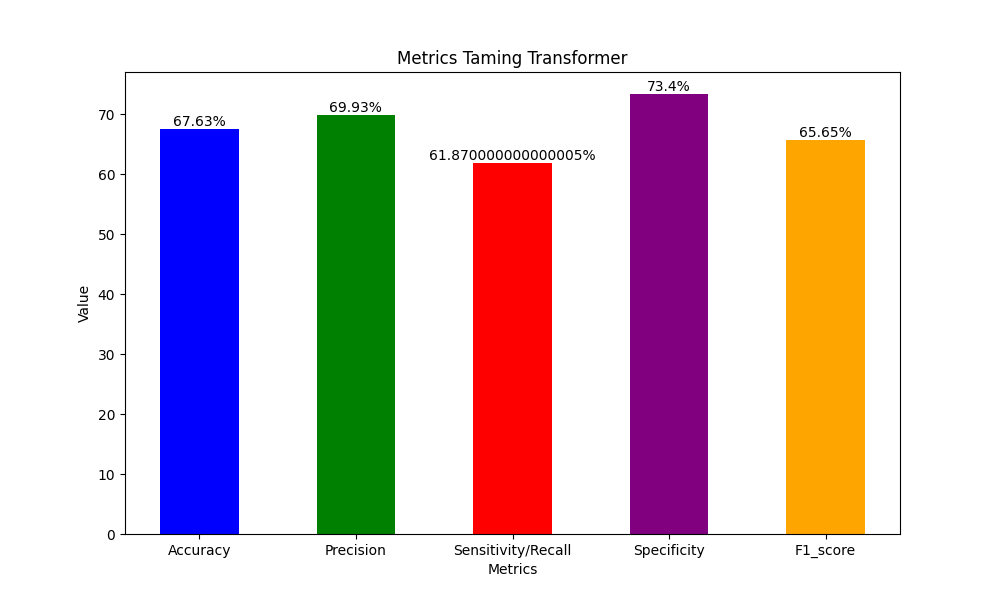 Metrics Taming Transformer
67.63%
69.93%
61.870000000000005%
73.4%
65.65%
Value
70
60
50
40
30
20
10
0
Accuracy
Precision
Sensitivity/Recall
Specificity
F1_score
Metrics